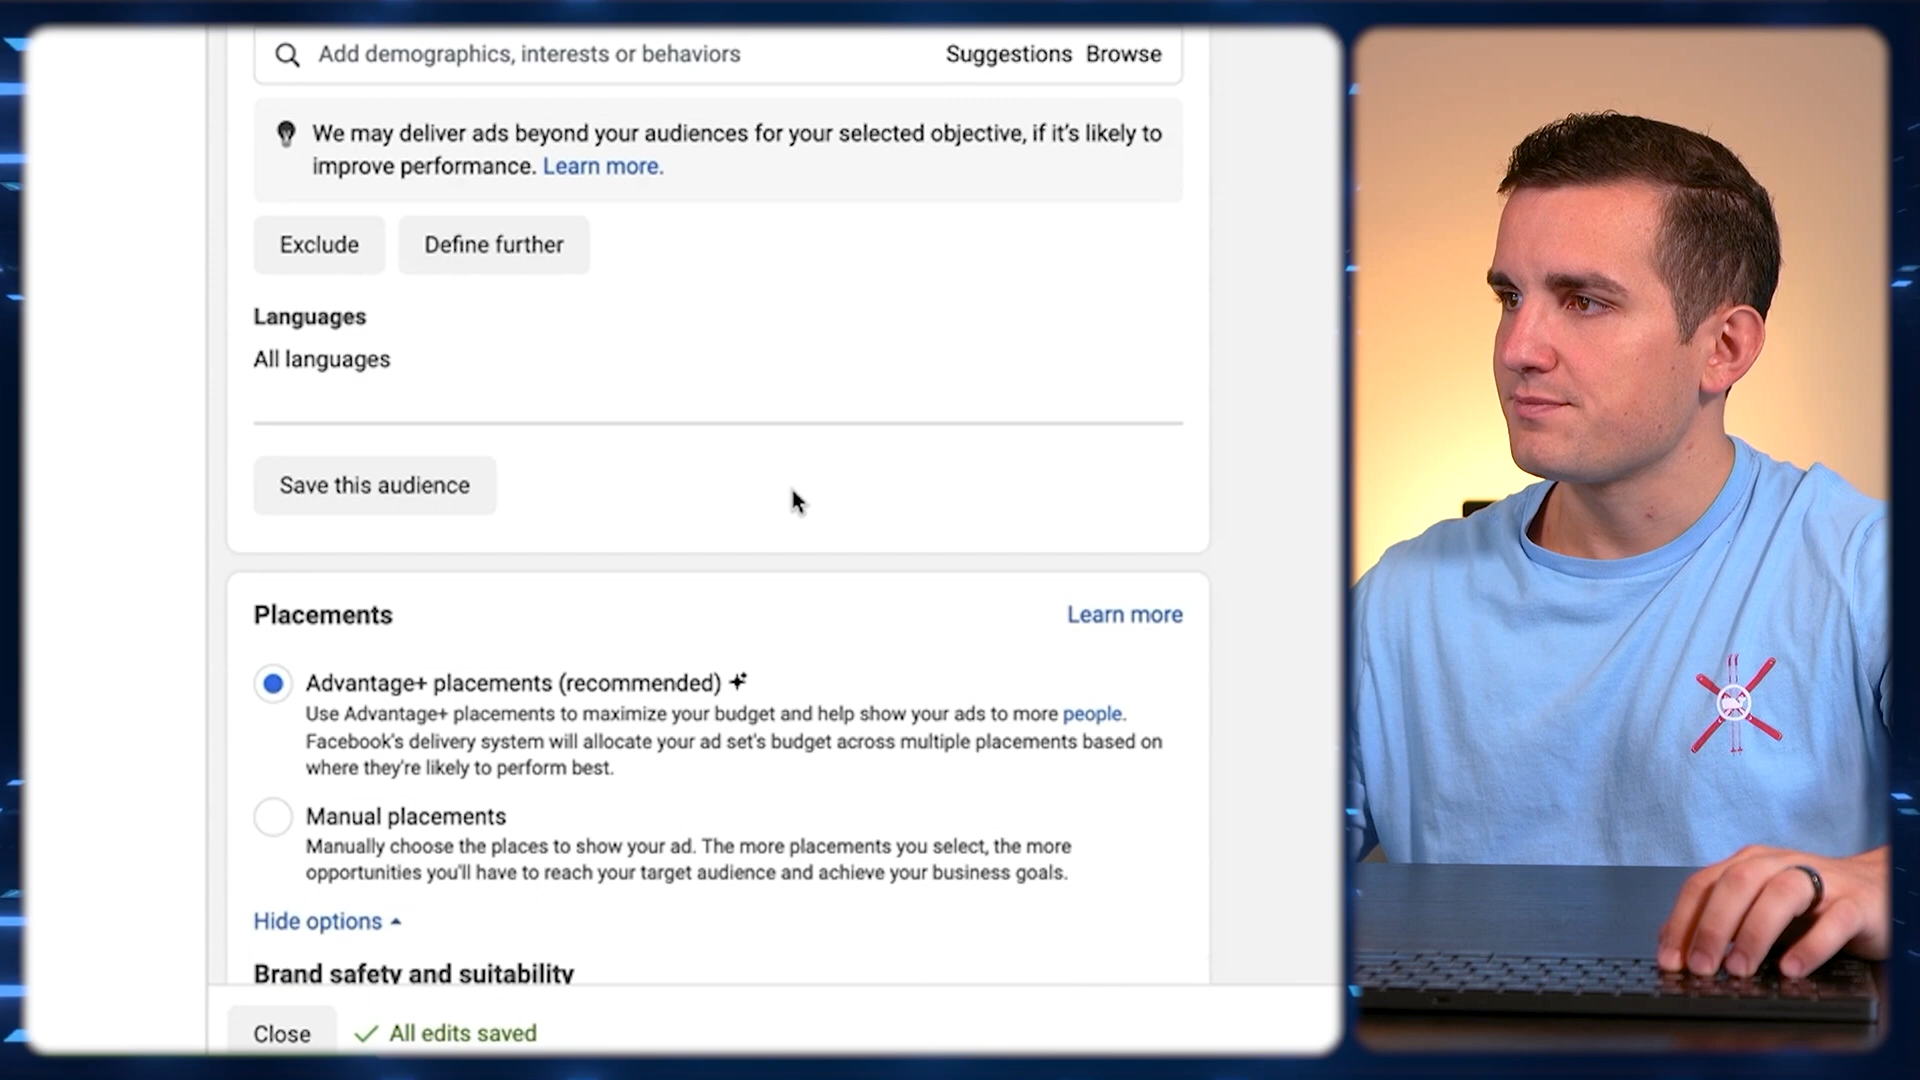 Add demographics, interests or behaviors Suggestions Browse
We may deliver ads beyond your audiences for your selected objective, if it's likely to
improve performance. Learn more.
Exclude Define further
Languages
All languages
Save this audience
Placements Learn more
Advantage+ placements (recommended)
Use Advantage+ placements to maximize your budget and help show your ads to more people.
Facebook's delivery system will allocate your ad set's budget across multiple placements based on
where they're likely to perform best.
Manual placements
Manually choose the places to show your ad. The more placements you select, the more
opportunities you'll have to reach your target audience and achieve your business goals.
Hide options
Brand safety and suitability
Close All edits saved